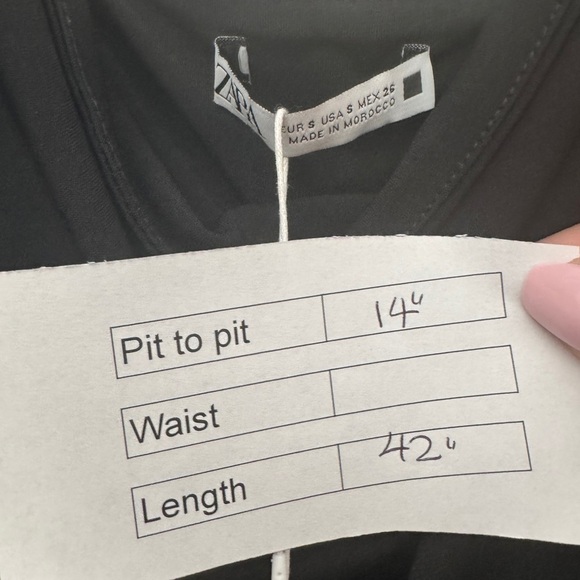 ZARA
EUR S USA S MEX 26
MADE IN MOROCCO
Pit to pit 14"
Waist
Length 42"